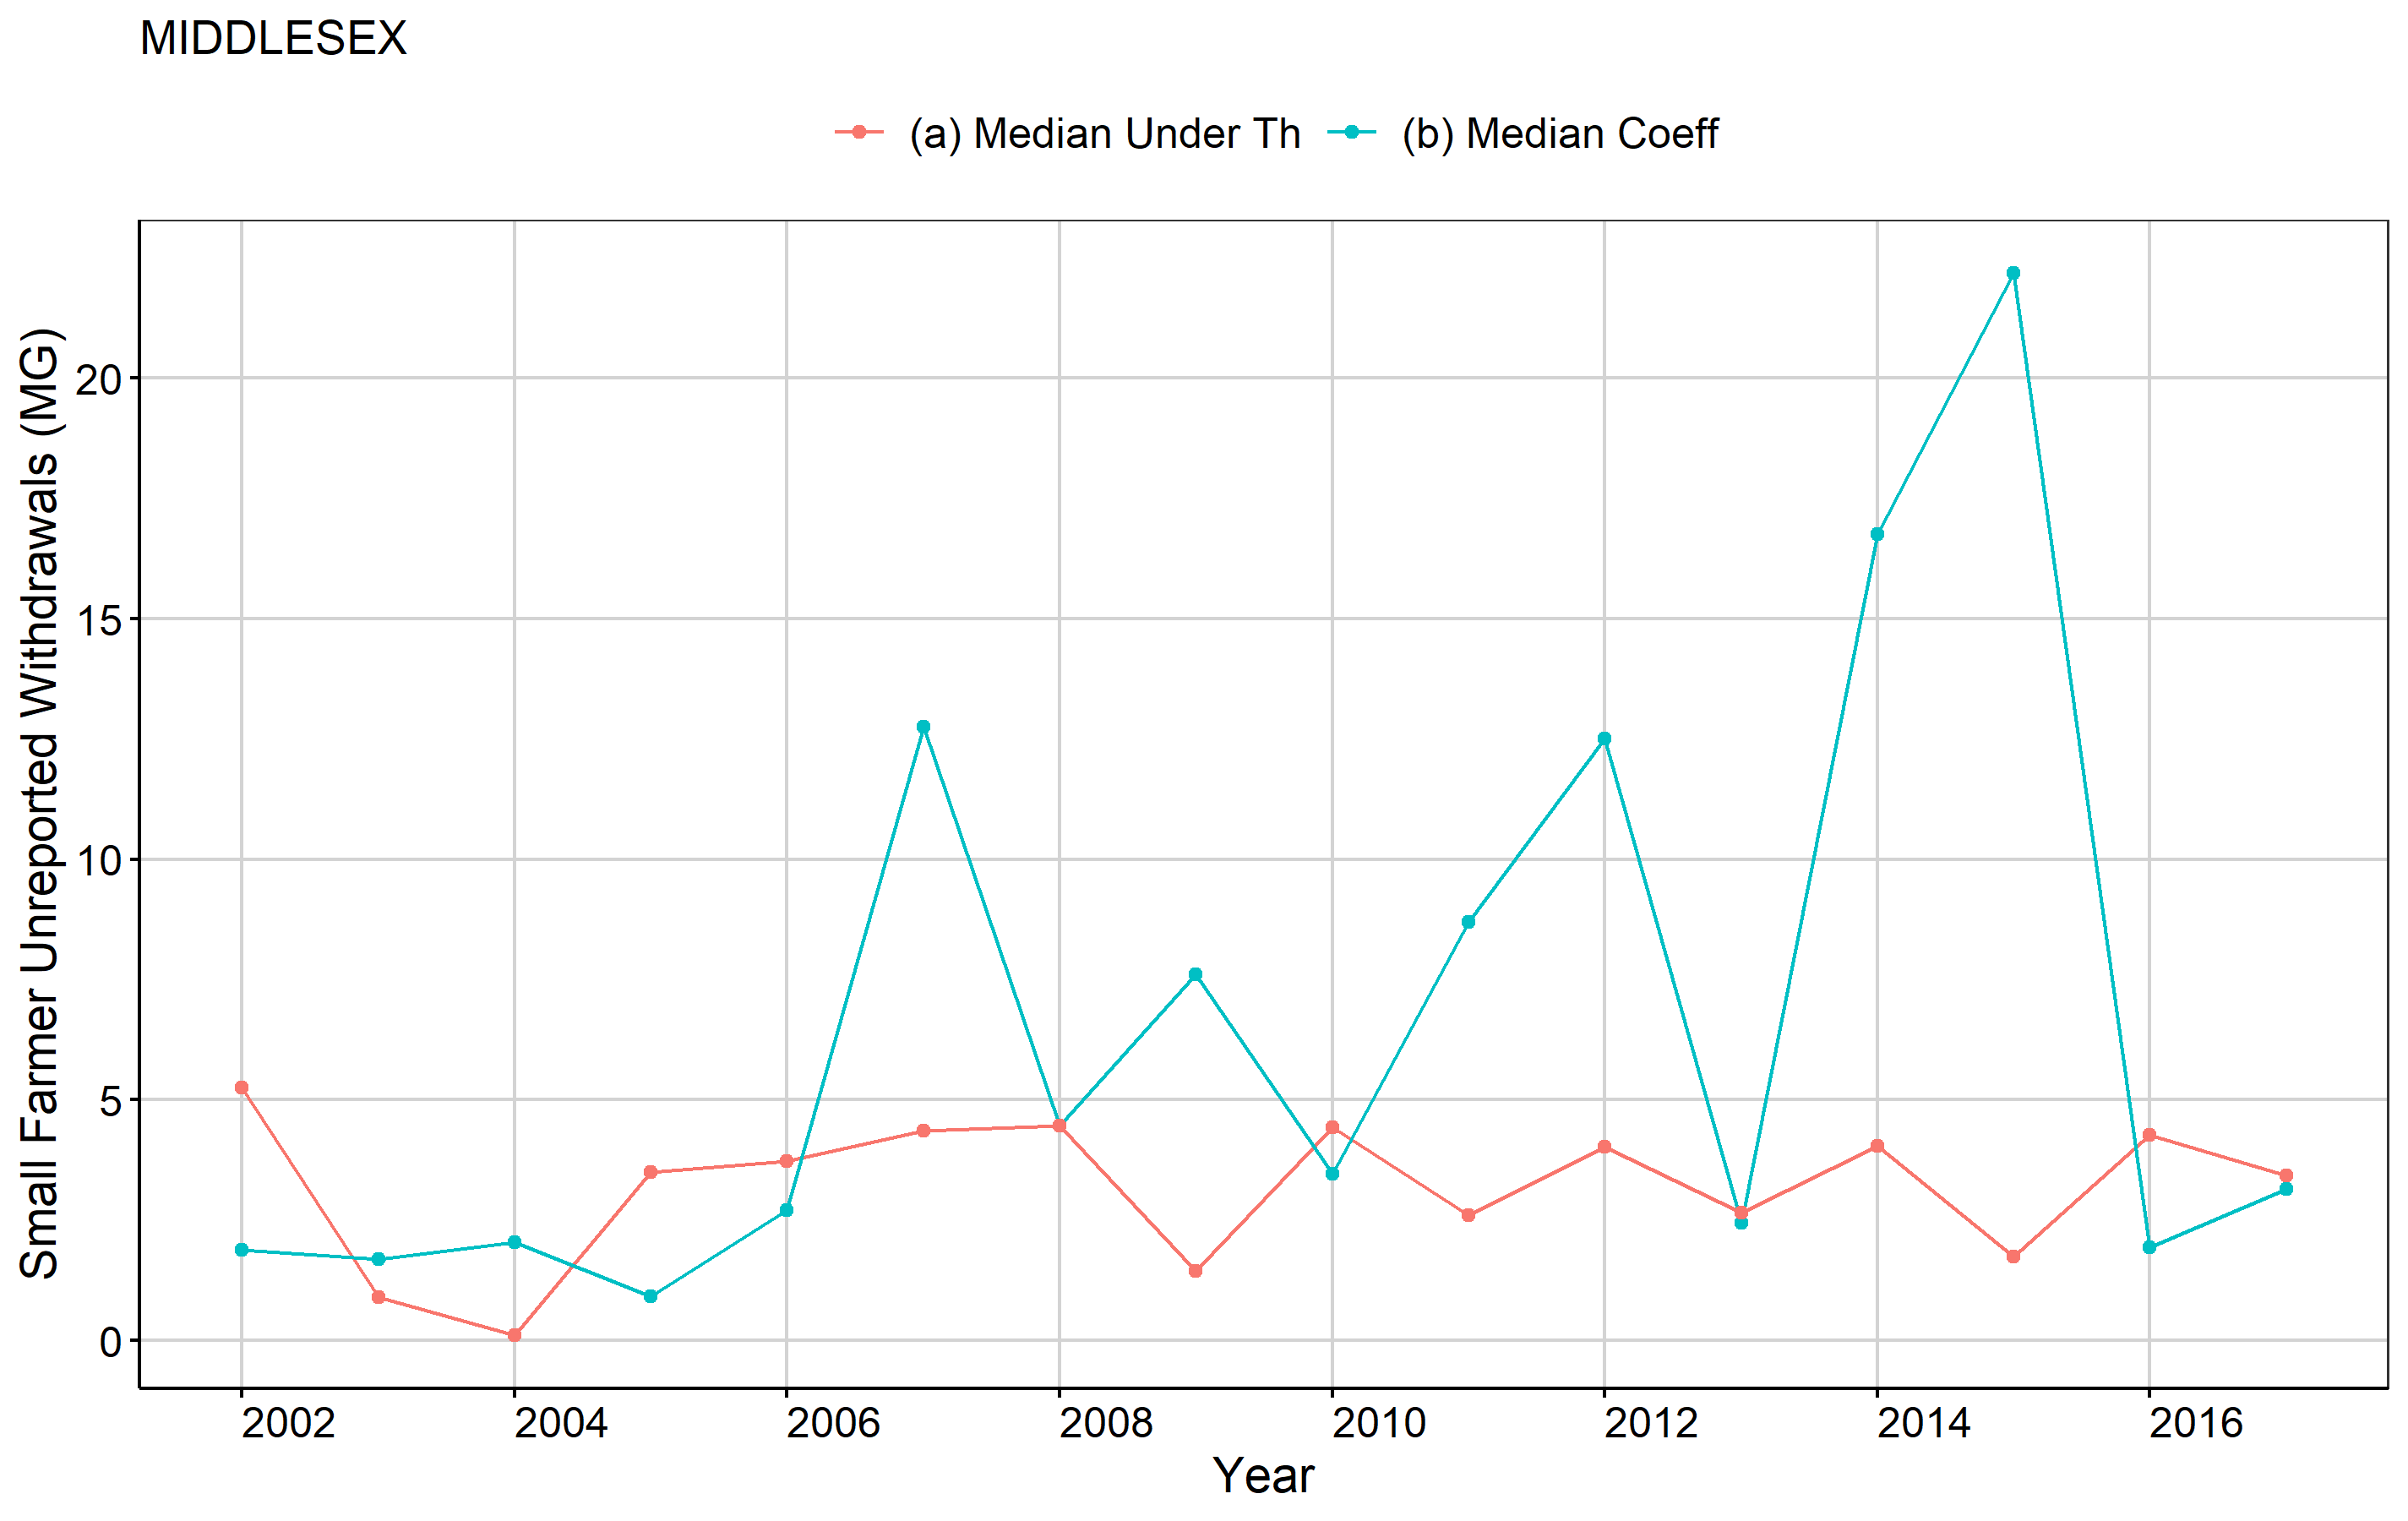 MIDDLESEX
(a) Median Under Th (b) Median Coeff
Small Farmer Unreported Withdrawals (MG)
20
15
10
5
0
2002 2004 2006 2008 2010 2012 2014 2016
Year